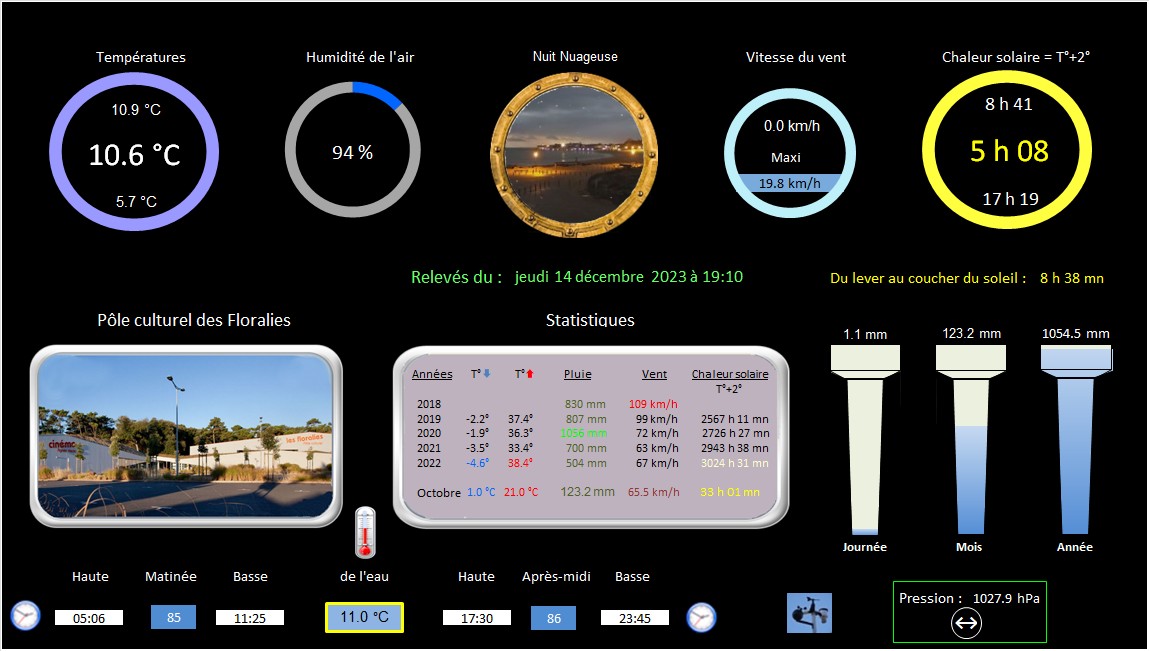 Températures
Humidité de l'air
Nuit Nuageuse
Vitesse du vent
Chaleur solaire = T°+2°
10.9 °C
10.6 °C
5.7 °C
94 %
0.0 km/h
Maxi
19.8 km/h
8 h 41
5 h 08
17 h 19
Relevés du : jeudi 14 décembre 2023 à 19:10
Du lever au coucher du soleil : 8 h 38 mn
Pôle culturel des Floralies
cinémc
les floralies
Statistiques
Années T° T° Pluie Vent Chaleur solaire
T°+2°
2018 830 mm 109 km/h
2019 -2.2° 37.4° 807 mm 99 km/h 2567 h 11 mn
2020 -1.9° 36.3° 1056 mm 72 km/h 2726 h 27 mn
2021 -3.5° 33.4° 700 mm 63 km/h 2943 h 38 mn
2022 -4.6° 38.4° 504 mm 67 km/h 3024 h 31 mn
Octobre 1.0 °C 21.0 °C 123.2 mm 65.5 km/h 33 h 01 mn
1.1 mm
123.2 mm
1054.5 mm
Journée
Mois
Année
Haute Matinée Basse
05:06 85 11:25
de l'eau
11.0 °C
Haute Après-midi Basse
17:30 86 23:45
Pression : 1027.9 hPa